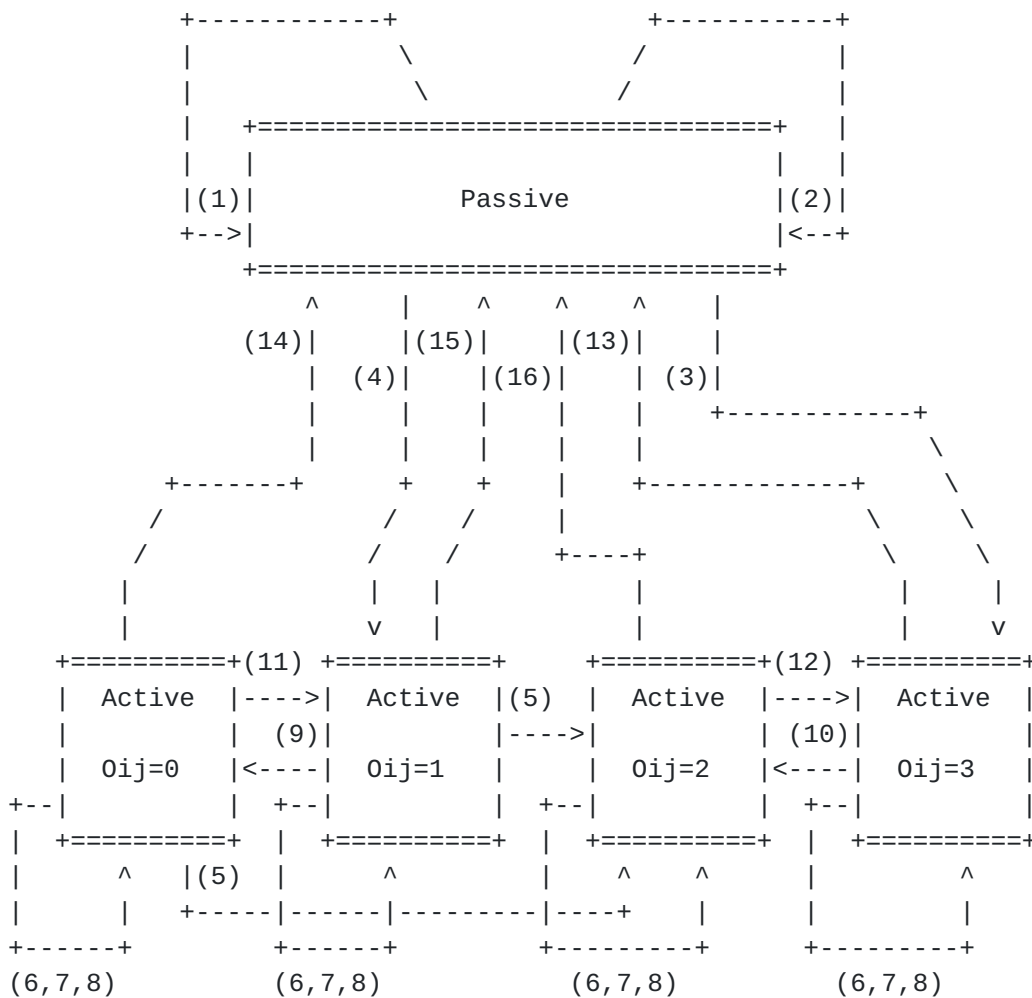 (1) Passive (2)
(14) (15) (13)
(4) (16) (3)
(11) (12)
Active Active (5) Active Active
(9) (10)
Oij=0 Oij=1 Oij=2 Oij=3
(5)
(6,7,8) (6,7,8) (6,7,8) (6,7,8)